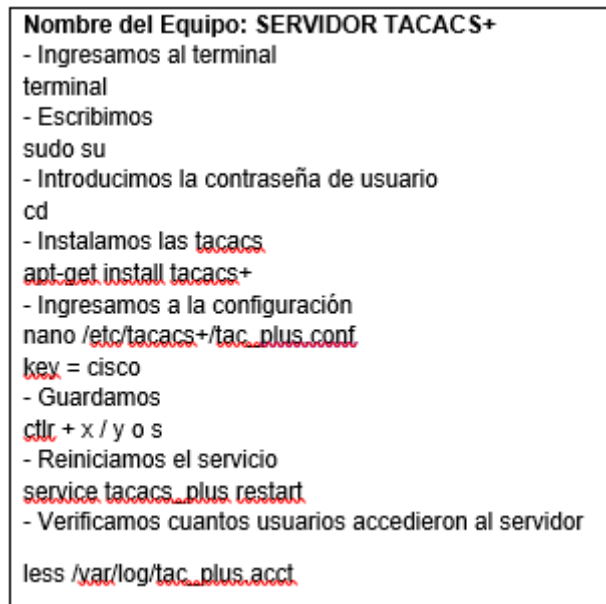 Nombre del Equipo: SERVIDOR TACACS+
- Ingresamos al terminal
terminal
- Escribimos
sudo su
- Introducimos la contraseña de usuario
cd
- Instalamos las tacacs
apt-get install tacacs+
- Ingresamos a la configuración
nano /etc/tacacs+/tac_plus.conf
key = cisco
- Guardamos
ctlr + x / y o s
- Reiniciamos el servicio
service tacacs_plus restart
- Verificamos cuantos usuarios accedieron al servidor
less /var/log/tac_plus.acct